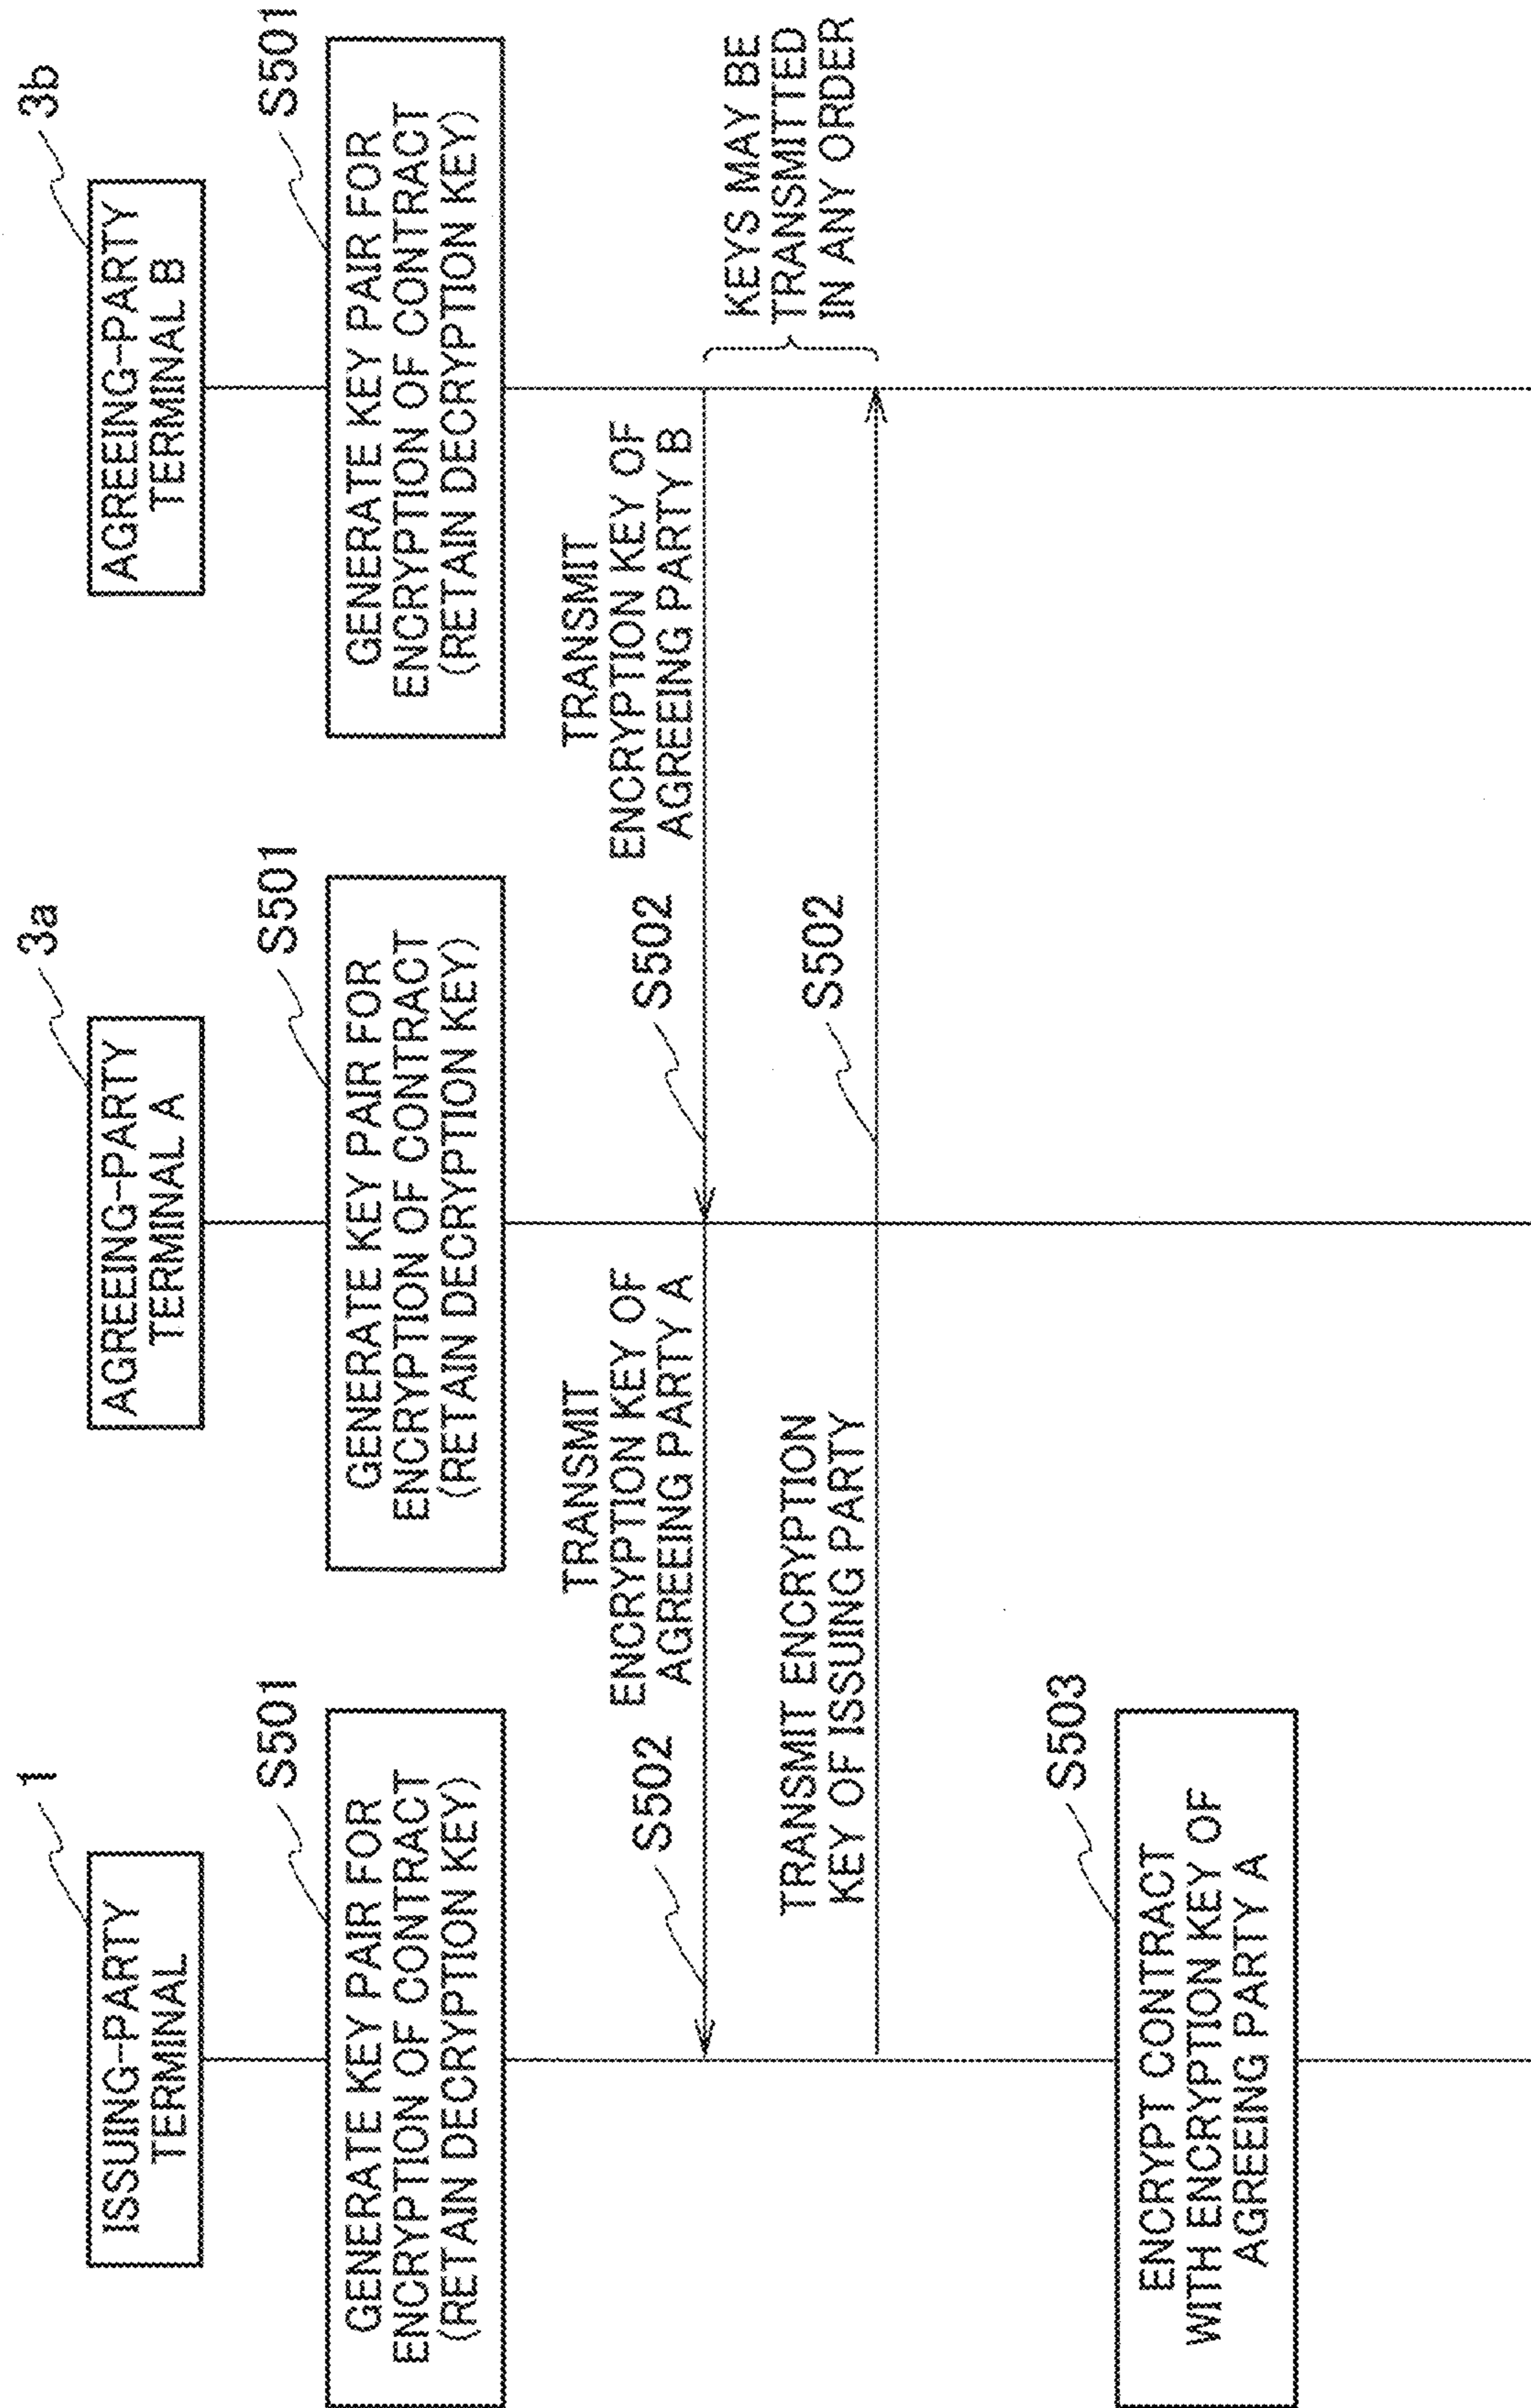 1
ISSUING-PARTY
TERMINAL
3a
AGREEING-PARTY
TERMINAL A
3b
AGREEING-PARTY
TERMINAL B
S501
GENERATE KEY PAIR FOR
ENCRYPTION OF CONTRACT
(RETAIN DECRYPTION KEY)
S501
GENERATE KEY PAIR FOR
ENCRYPTION OF CONTRACT
(RETAIN DECRYPTION KEY)
S501
GENERATE KEY PAIR FOR
ENCRYPTION OF CONTRACT
(RETAIN DECRYPTION KEY)
S502
TRANSMIT
ENCRYPTION KEY OF
AGREEING PARTY A
S502
TRANSMIT
ENCRYPTION KEY OF
AGREEING PARTY B
KEYS MAY BE
TRANSMITTED
IN ANY ORDER
TRANSMIT ENCRYPTION
KEY OF ISSUING PARTY
S502
S503
ENCRYPT CONTRACT
WITH ENCRYPTION KEY OF
AGREEING PARTY A